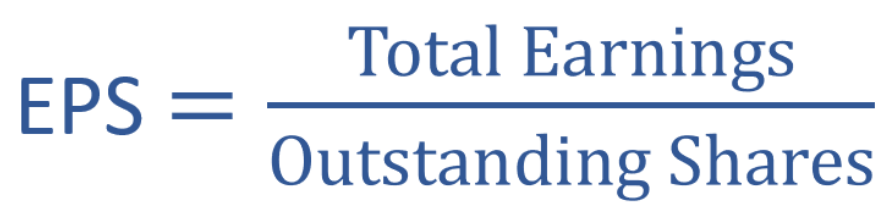 EPS = Total Earnings
Outstanding Shares